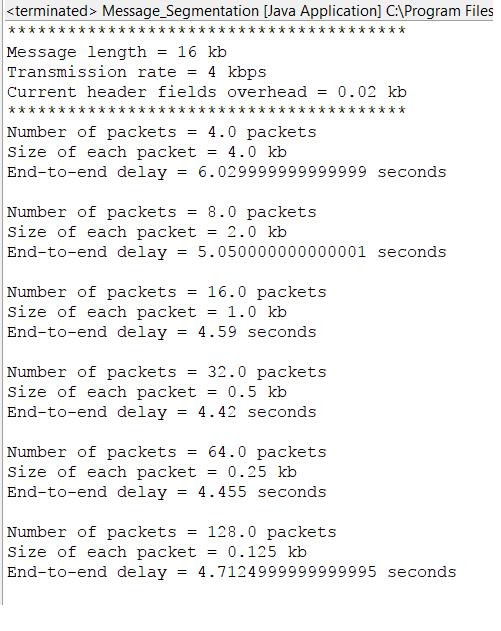 <terminated> Message_Segmentation [Java Application] C:\Program Files
****************************************
Message length = 16 kb
Transmission rate = 4 kbps
Current header fields overhead = 0.02 kb
****************************************
Number of packets = 4.0 packets
Size of each packet = 4.0 kb
End-to-end delay = 6.029999999999999 seconds
Number of packets = 8.0 packets
Size of each packet = 2.0 kb
End-to-end delay = 5.050000000000001 seconds
Number of packets = 16.0 packets
Size of each packet = 1.0 kb
End-to-end delay = 4.59 seconds
Number of packets = 32.0 packets
Size of each packet = 0.5 kb
End-to-end delay = 4.42 seconds
Number of packets = 64.0 packets
Size of each packet = 0.25 kb
End-to-end delay = 4.455 seconds
Number of packets = 128.0 packets
Size of each packet = 0.125 kb
End-to-end delay = 4.7124999999999995 seconds